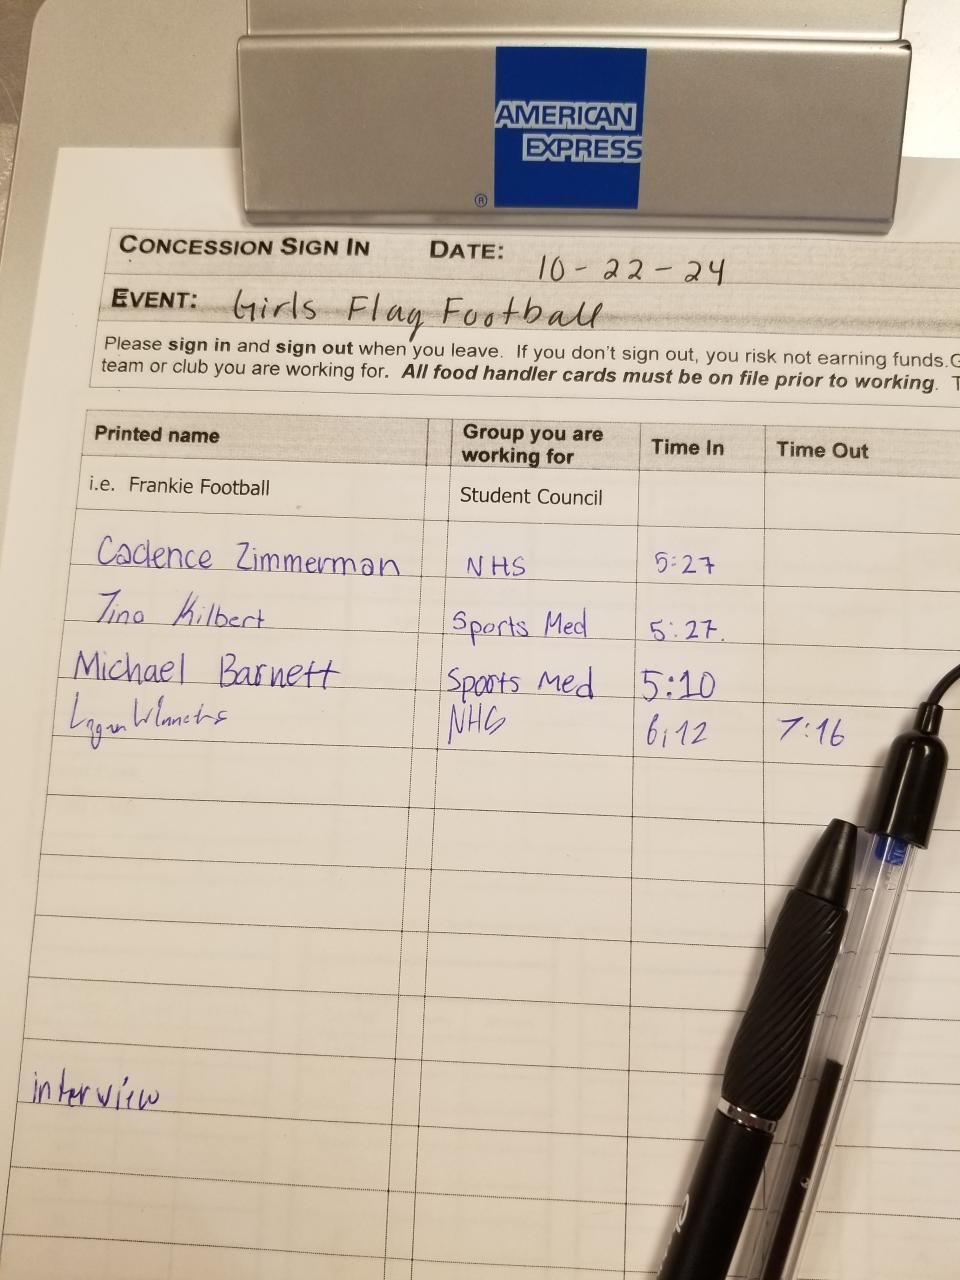 AMERICAN
EXPRESS
®
CONCESSION SIGN IN DATE: 10-22-24
EVENT: Girls Flag Football
Please sign in and sign out when you leave. If you don't sign out, you risk not earning funds. G
team or club you are working for. All food handler cards must be on file prior to working. T
Printed name Group you are working for Time In Time Out
i.e. Frankie Football Student Council
Cadence Zimmerman NHS 5:27
Tino Kilbert Sports Med 5:27.
Michael Barnett Sports Med 5:10
Logan NHS 6:12 7:16
interview